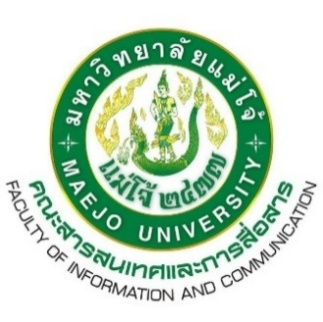 มหาวิทยาลัยแม่โจ้
แม่โจ้ ๒๔๗๗
MAEJO UNIVERSITY
คณะสารสนเทศและการสื่อสาร
FACULTY OF INFORMATION AND COMMUNICATION